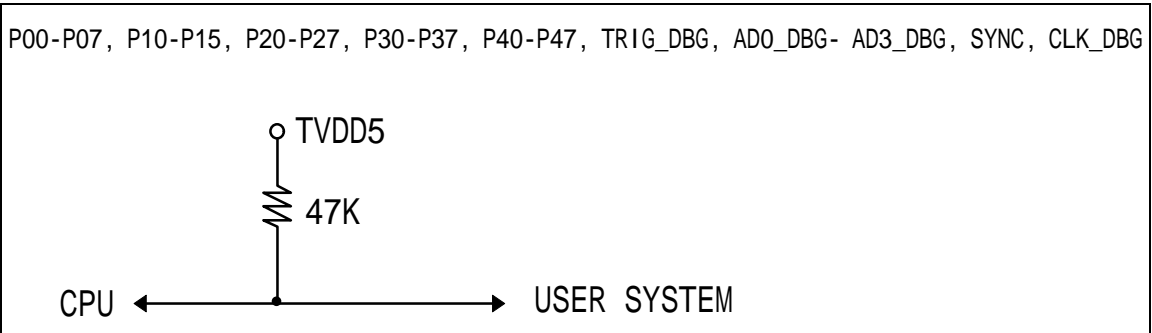 P00-P07, P10-P15, P20-P27, P30-P37, P40-P47, TRIG_DBG, AD0_DBG- AD3_DBG, SYNC, CLK_DBG
TVDD5
47K
CPU USER SYSTEM